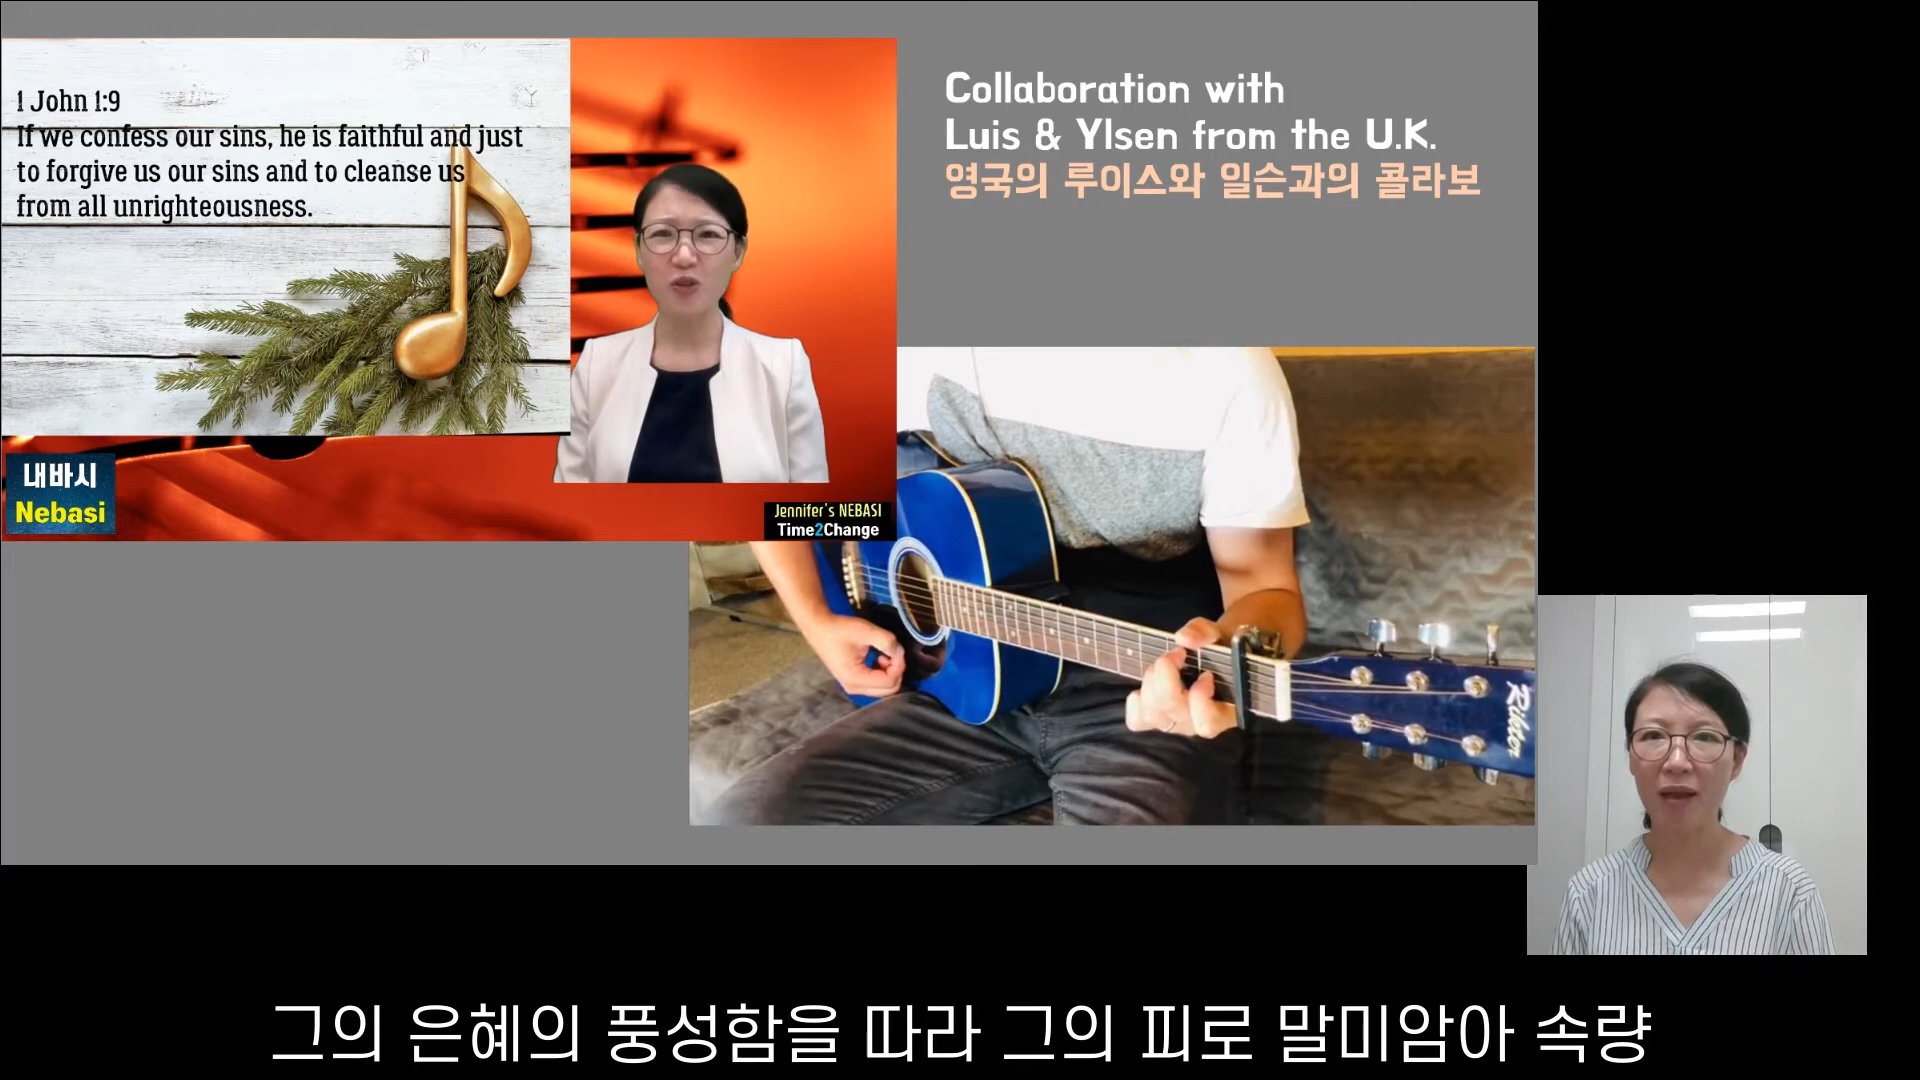 1 John 1:9
If we confess our sins, he is faithful and just
to forgive us our sins and to cleanse us
from all unrighteousness.
Collaboration with
Luis & Ylsen from the U.K.
영국의 루이스와 일슨과의 콜라보
내바시
Nebasi
Jennifer's NEBASI
Time2Change
Rikter
그의 은혜의 풍성함을 따라 그의 피로 말미암아 속량